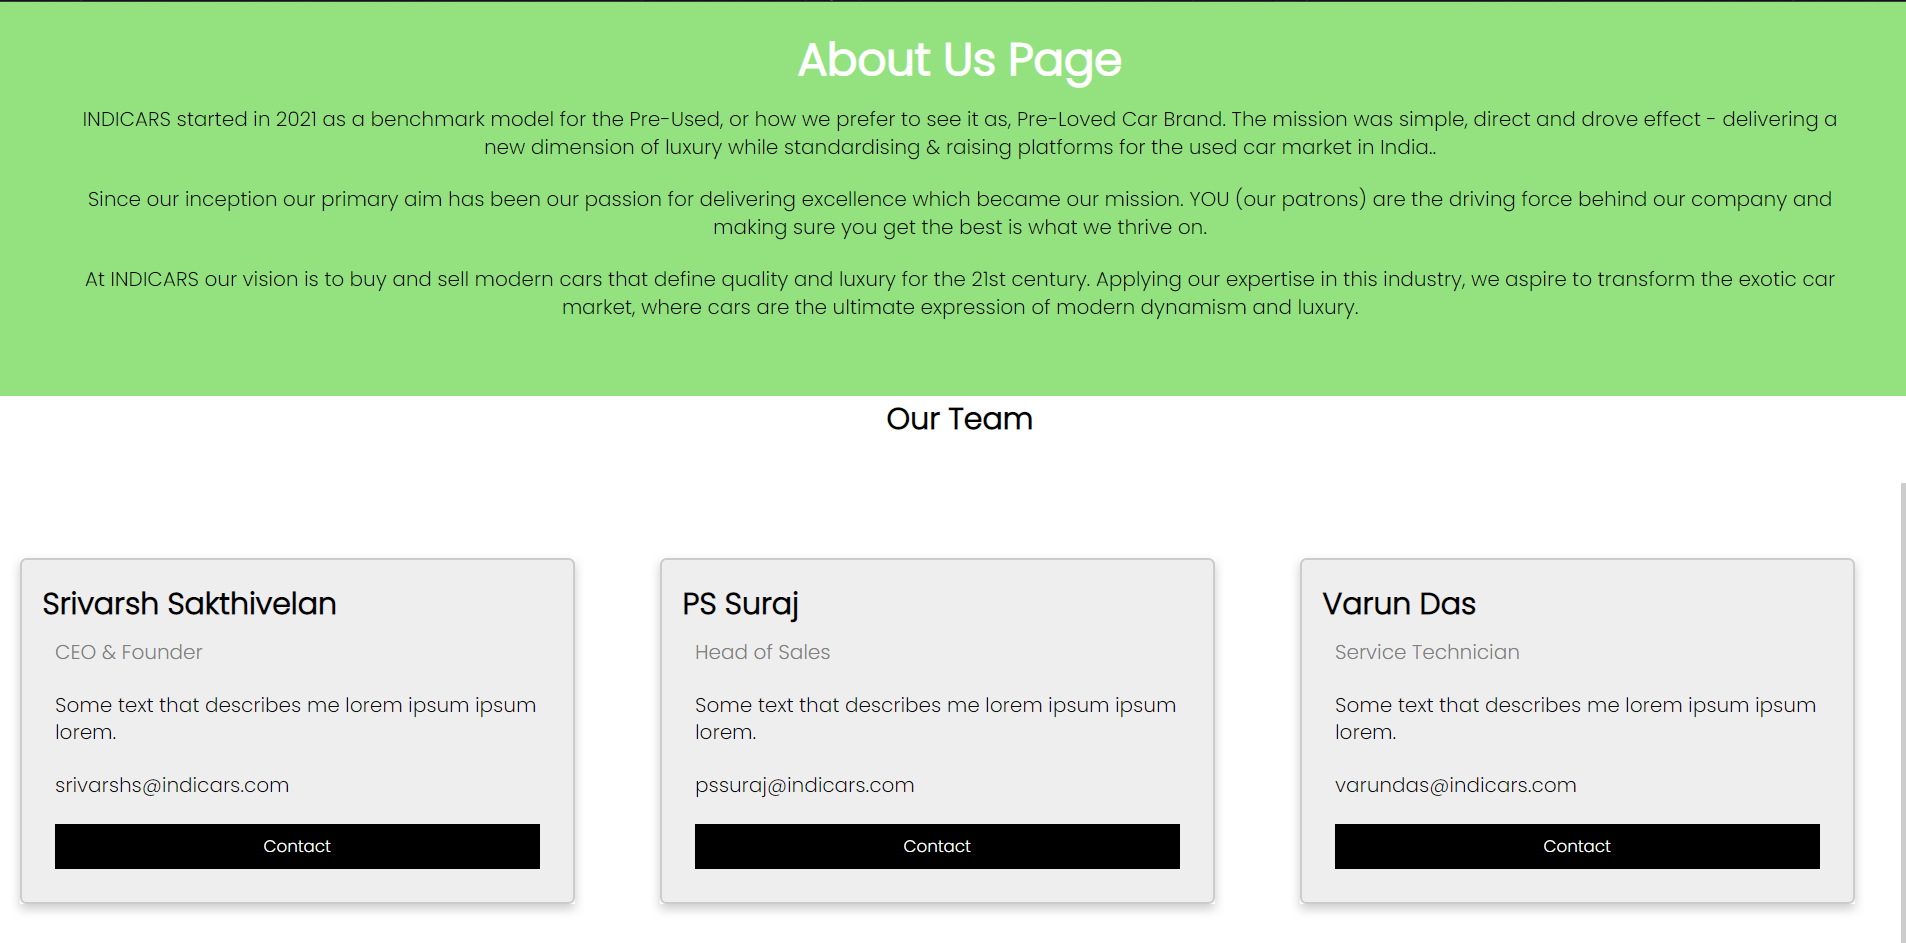 About Us Page
INDICARS started in 2021 as a benchmark model for the Pre-Used, or how we prefer to see it as, Pre-Loved Car Brand. The mission was simple, direct and drove effect - delivering a
new dimension of luxury while standardising & raising platforms for the used car market in India..
Since our inception our primary aim has been our passion for delivering excellence which became our mission. YOU (our patrons) are the driving force behind our company and
making sure you get the best is what we thrive on.
At INDICARS our vision is to buy and sell modern cars that define quality and luxury for the 21st century. Applying our expertise in this industry, we aspire to transform the exotic car
market, where cars are the ultimate expression of modern dynamism and luxury.
Our Team
Srivarsh Sakthivelan
CEO & Founder
Some text that describes me lorem ipsum ipsum
lorem.
srivarshs@indicars.com
Contact
PS Suraj
Head of Sales
Some text that describes me lorem ipsum ipsum
lorem.
pssuraj@indicars.com
Contact
Varun Das
Service Technician
Some text that describes me lorem ipsum ipsum
lorem.
varundas@indicars.com
Contact